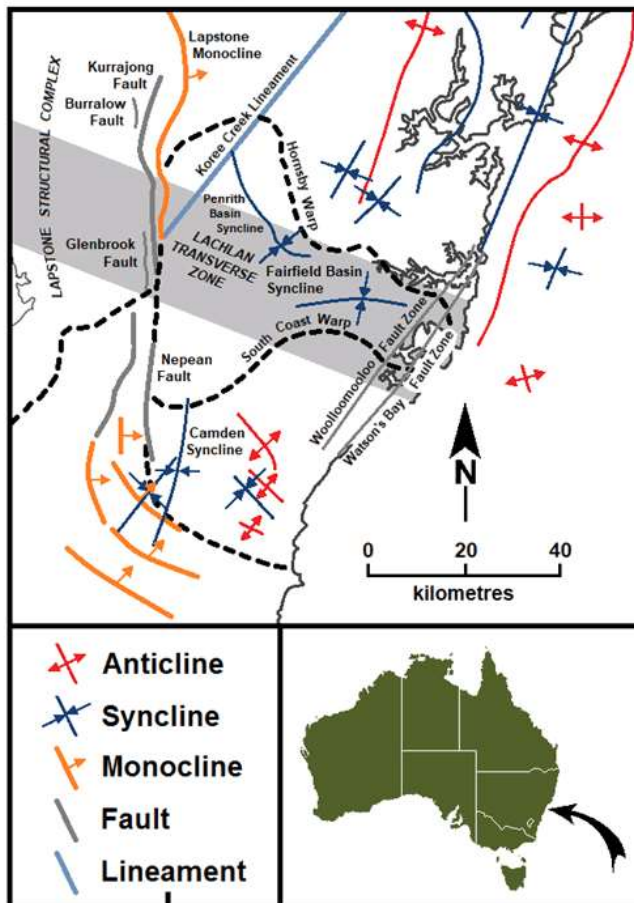 Lapstone
Monocline
Kurrajong
Fault
Burralow
Fault
LAPSTONE STRUCTURAL COMPLEX
Koree Creek Lineament
Hornsby Warp
Penrith
Basin
Syncline
Glenbrook
Fault
LACHLAN
TRANSVERSE
ZONE
Fairfield Basin
Syncline
South Coast Warp
Nepean
Fault
Woolloomooloo Fault Zone
Watson's Bay Fault Zone
Camden
Syncline
N
0 20 40
kilometres
Anticline
Syncline
Monocline
Fault
Lineament